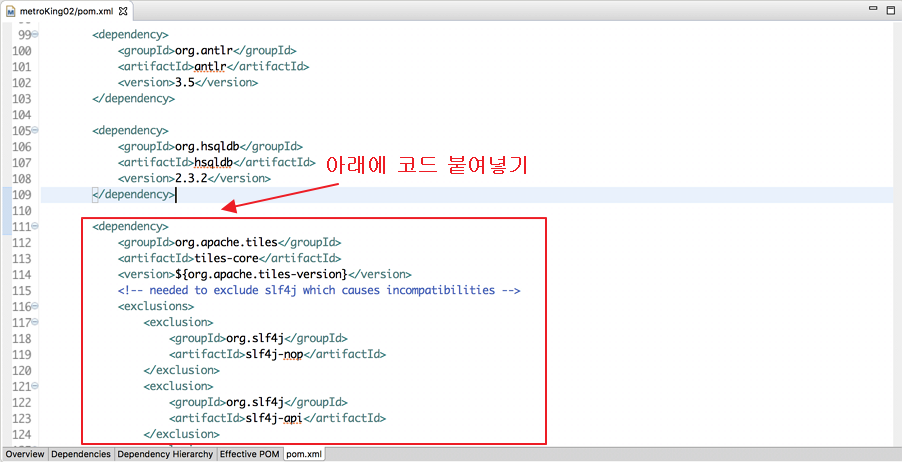 metroKing02/pom.xml
99 <dependency>
100 <groupId>org.antlr</groupId>
101 <artifactId>antlr</artifactId>
102 <version>3.5</version>
103 </dependency>
104
105 <dependency>
106 <groupId>org.hsqldb</groupId>
107 <artifactId>hsqldb</artifactId>
아래에 코드 붙여넣기
108 <version>2.3.2</version>
109 </dependency>
110
111 <dependency>
112 <groupId>org.apache.tiles</groupId>
113 <artifactId>tiles-core</artifactId>
114 <version>${org.apache.tiles-version}</version>
115 <!-- needed to exclude slf4j which causes incompatibilities -->
116 <exclusions>
117 <exclusion>
118 <groupId>org.slf4j</groupId>
119 <artifactId>slf4j-nop</artifactId>
120 </exclusion>
121 <exclusion>
122 <groupId>org.slf4j</groupId>
123 <artifactId>slf4j-api</artifactId>
124 </exclusion>
Overview Dependencies Dependency Hierarchy Effective POM pom.xml